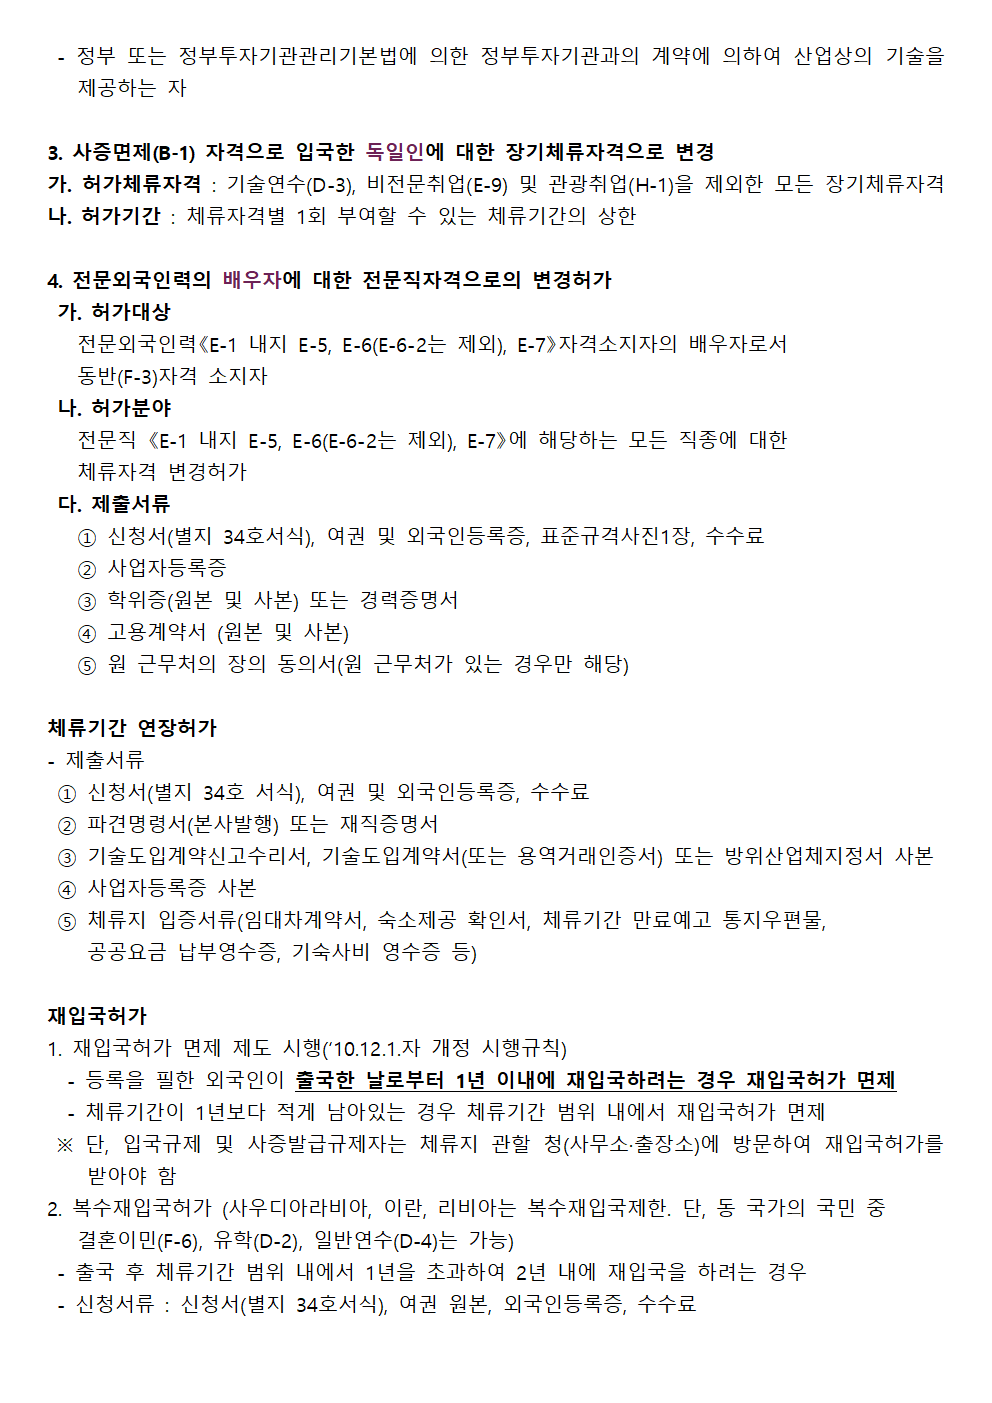 - 정부 또는 정부투자기관관리기본법에 의한 정부투자기관과의 계약에 의하여 산업상의 기술을
제공하는 자
3. 사증면제(B-1) 자격으로 입국한 독일인에 대한 장기체류자격으로 변경
가. 허가체류자격 : 기술연수(D-3), 비전문취업(E-9) 및 관광취업(H-1)을 제외한 모든 장기체류자격
나. 허가기간 : 체류자격별 1회 부여할 수 있는 체류기간의 상한
4. 전문외국인력의 배우자에 대한 전문직자격으로의 변경허가
가. 허가대상
전문외국인력《E-1 내지 E-5, E-6(E-6-2는 제외), E-7》자격소지자의 배우자로서
동반(F-3)자격 소지자
나. 허가분야
전문직 《E-1 내지 E-5, E-6(E-6-2는 제외), E-7》에 해당하는 모든 직종에 대한
체류자격 변경허가
다. 제출서류
① 신청서(별지 34호서식), 여권 및 외국인등록증, 표준규격사진1장, 수수료
② 사업자등록증
③ 학위증(원본 및 사본) 또는 경력증명서
④ 고용계약서 (원본 및 사본)
⑤ 원 근무처의 장의 동의서(원 근무처가 있는 경우만 해당)
체류기간 연장허가
- 제출서류
① 신청서(별지 34호 서식), 여권 및 외국인등록증, 수수료
② 파견명령서(본사발행) 또는 재직증명서
③ 기술도입계약신고수리서, 기술도입계약서(또는 용역거래인증서) 또는 방위산업체지정서 사본
④ 사업자등록증 사본
⑤ 체류지 입증서류(임대차계약서, 숙소제공 확인서, 체류기간 만료예고 통지우편물,
공공요금 납부영수증, 기숙사비 영수증 등)
재입국허가
1. 재입국허가 면제 제도 시행(‘10.12.1.자 개정 시행규칙)
- 등록을 필한 외국인이 출국한 날로부터 1년 이내에 재입국하려는 경우 재입국허가 면제
- 체류기간이 1년보다 적게 남아있는 경우 체류기간 범위 내에서 재입국허가 면제
※ 단, 입국규제 및 사증발급규제자는 체류지 관할 청(사무소·출장소)에 방문하여 재입국허가를
받아야 함
2. 복수재입국허가 (사우디아라비아, 이란, 리비아는 복수재입국제한. 단, 동 국가의 국민 중
결혼이민(F-6), 유학(D-2), 일반연수(D-4)는 가능)
- 출국 후 체류기간 범위 내에서 1년을 초과하여 2년 내에 재입국을 하려는 경우
- 신청서류 : 신청서(별지 34호서식), 여권 원본, 외국인등록증, 수수료